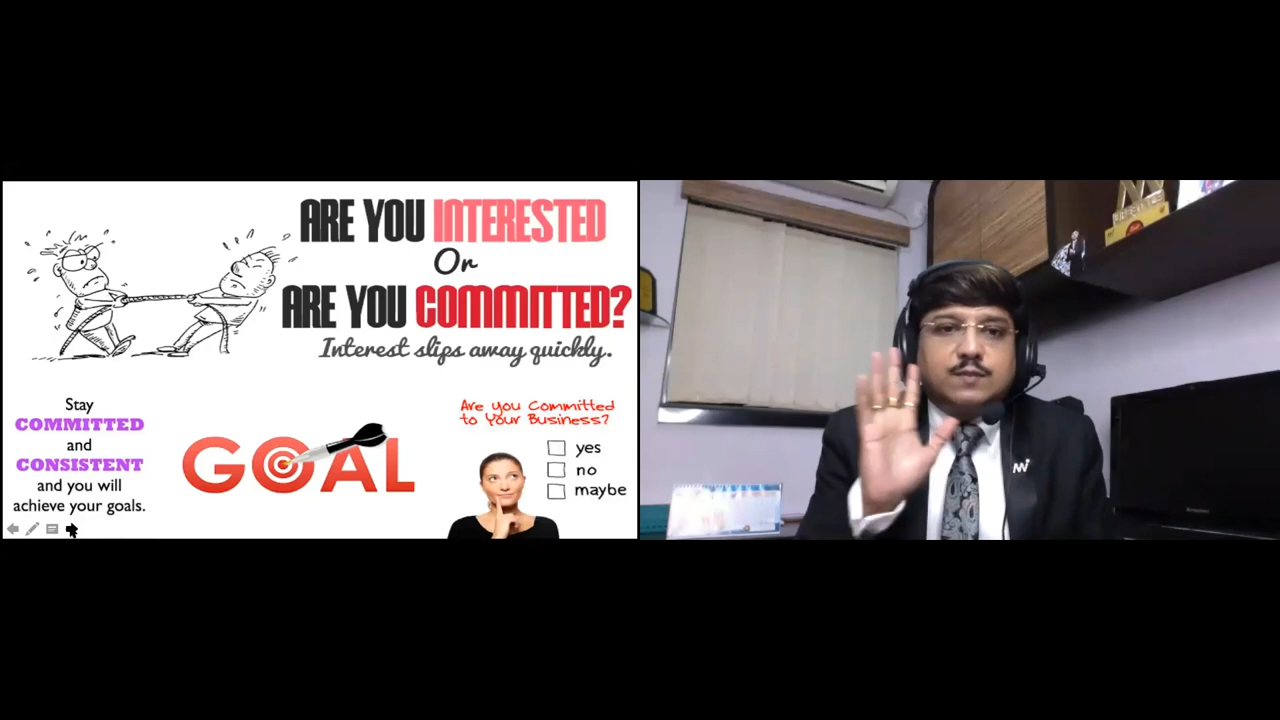 ARE YOU INTERESTED
Or
ARE YOU COMMITTED?
Interest slips away quickly.
Stay
COMMITTED
and
CONSISTENT
and you will
achieve your goals.
GOAL
Are you Committed
to Your Business?
yes
no
maybe